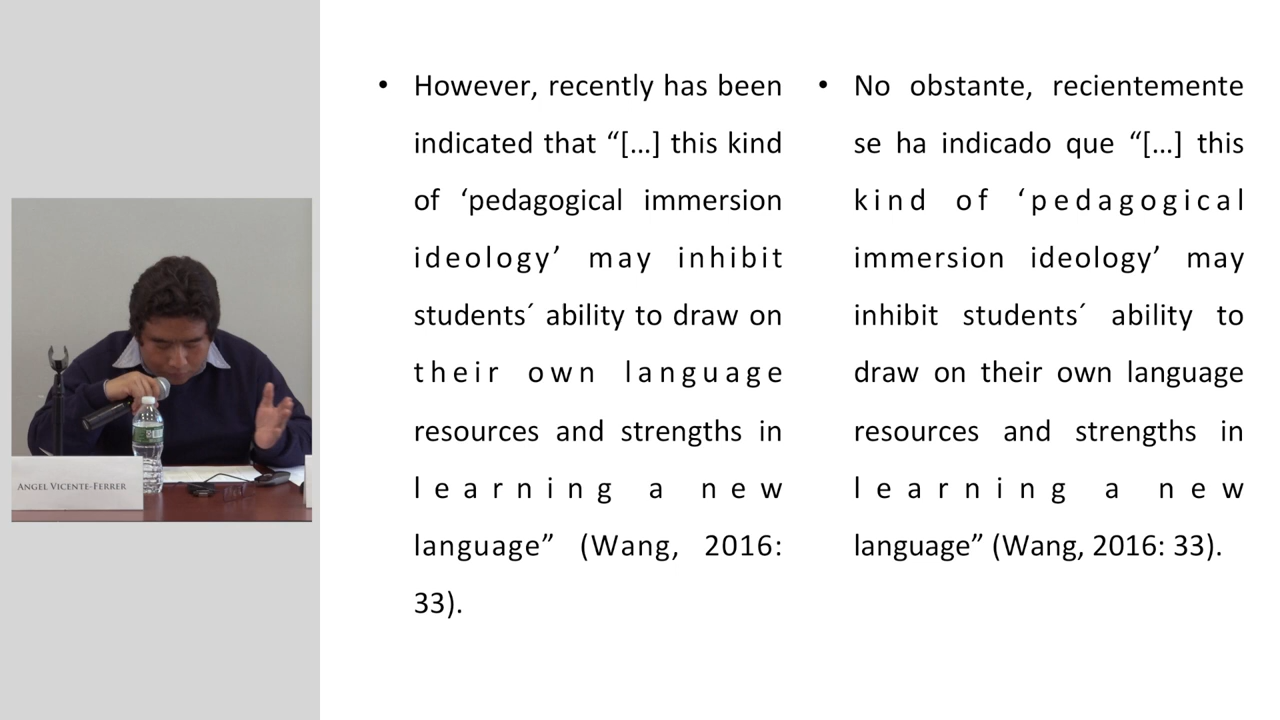 • However, recently has been
indicated that “[…] this kind
of ‘pedagogical immersion
ideology’ may inhibit
students´ ability to draw on
their own language
resources and strengths in
learning a new
language” (Wang, 2016:
33).
• No obstante, recientemente
se ha indicado que “[…] this
kind of ‘pedagogical
immersion ideology’ may
inhibit students´ ability to
draw on their own language
resources and strengths in
learning a new
language” (Wang, 2016: 33).
ANGEL VICENTE-FERRER